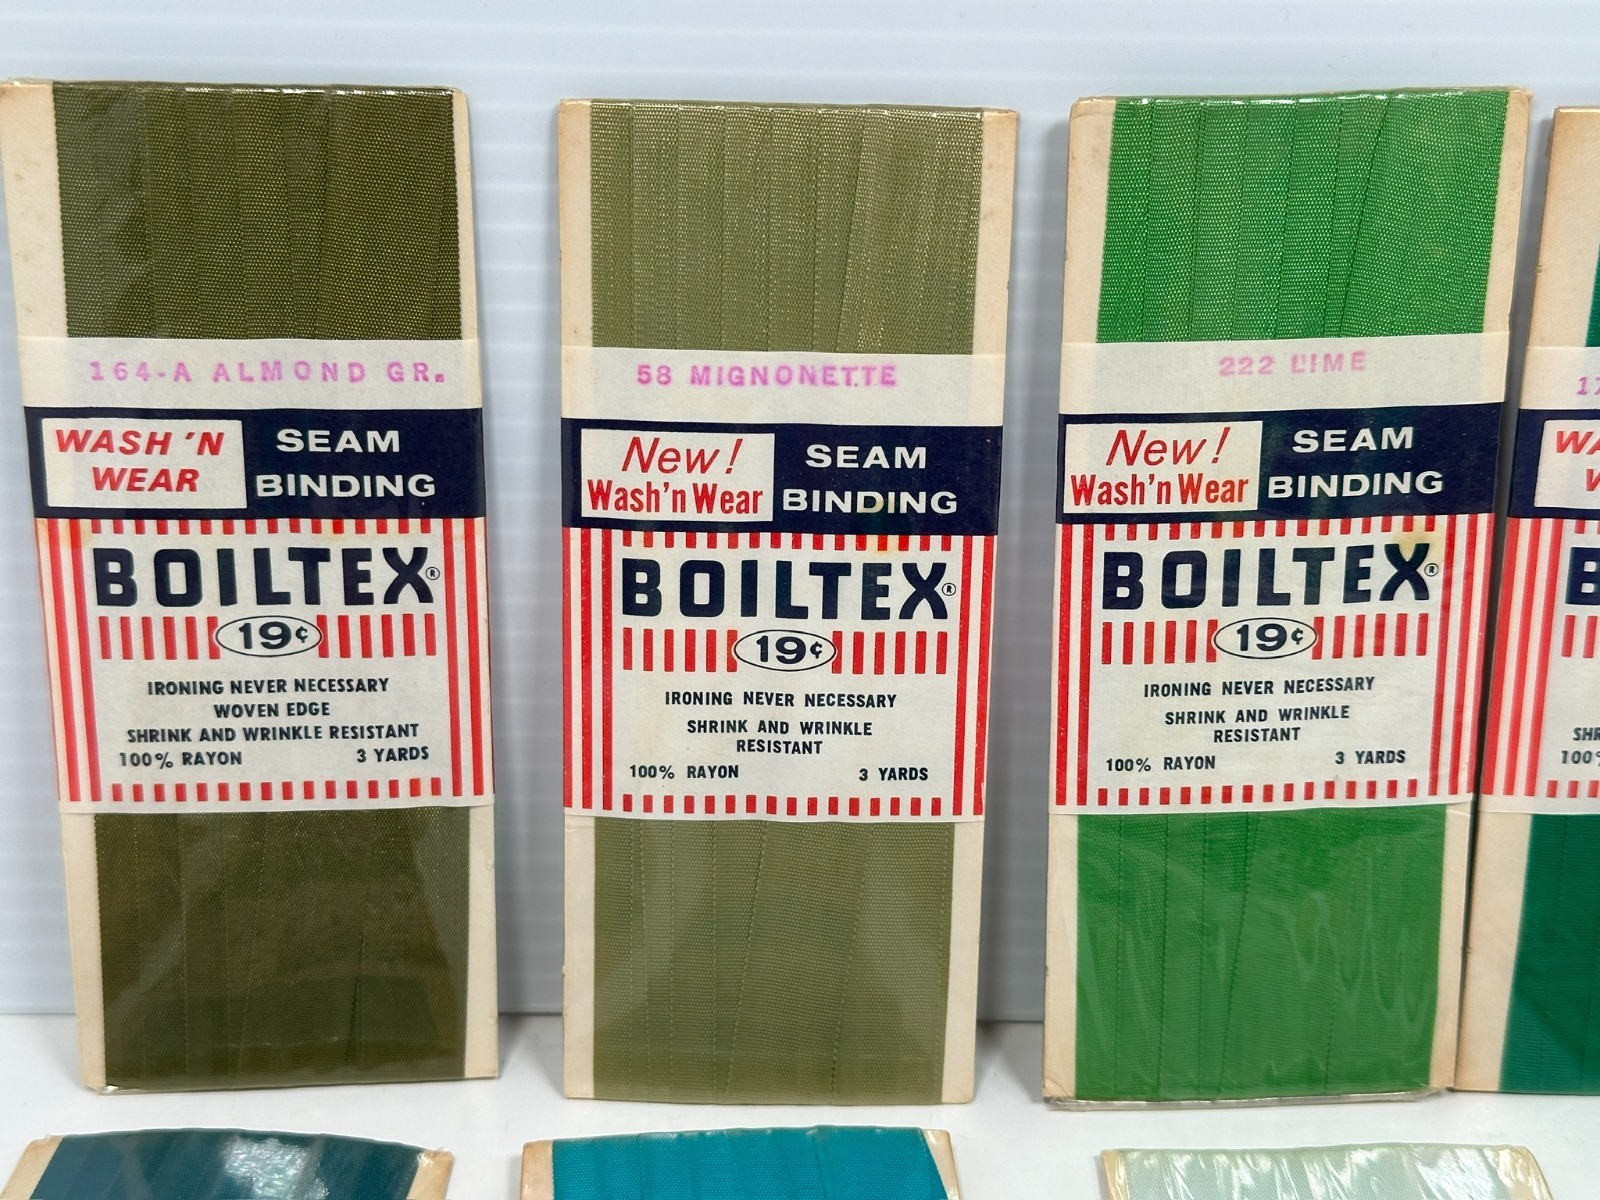 164-A ALMOND GR.
WASH 'N
WEAR
SEAM
BINDING
BOILTEX®
19¢
IRONING NEVER NECESSARY
WOVEN EDGE
SHRINK AND WRINKLE RESISTANT
100% RAYON 3 YARDS
58 MIGNONETTE
New!
Wash'n Wear
SEAM
BINDING
BOILTEX®
19¢
IRONING NEVER NECESSARY
SHRINK AND WRINKLE
RESISTANT
100% RAYON 3 YARDS
222 LIME
New!
Wash'n Wear
SEAM
BINDING
BOILTEX®
19¢
IRONING NEVER NECESSARY
SHRINK AND WRINKLE
RESISTANT
100% RAYON 3 YARDS